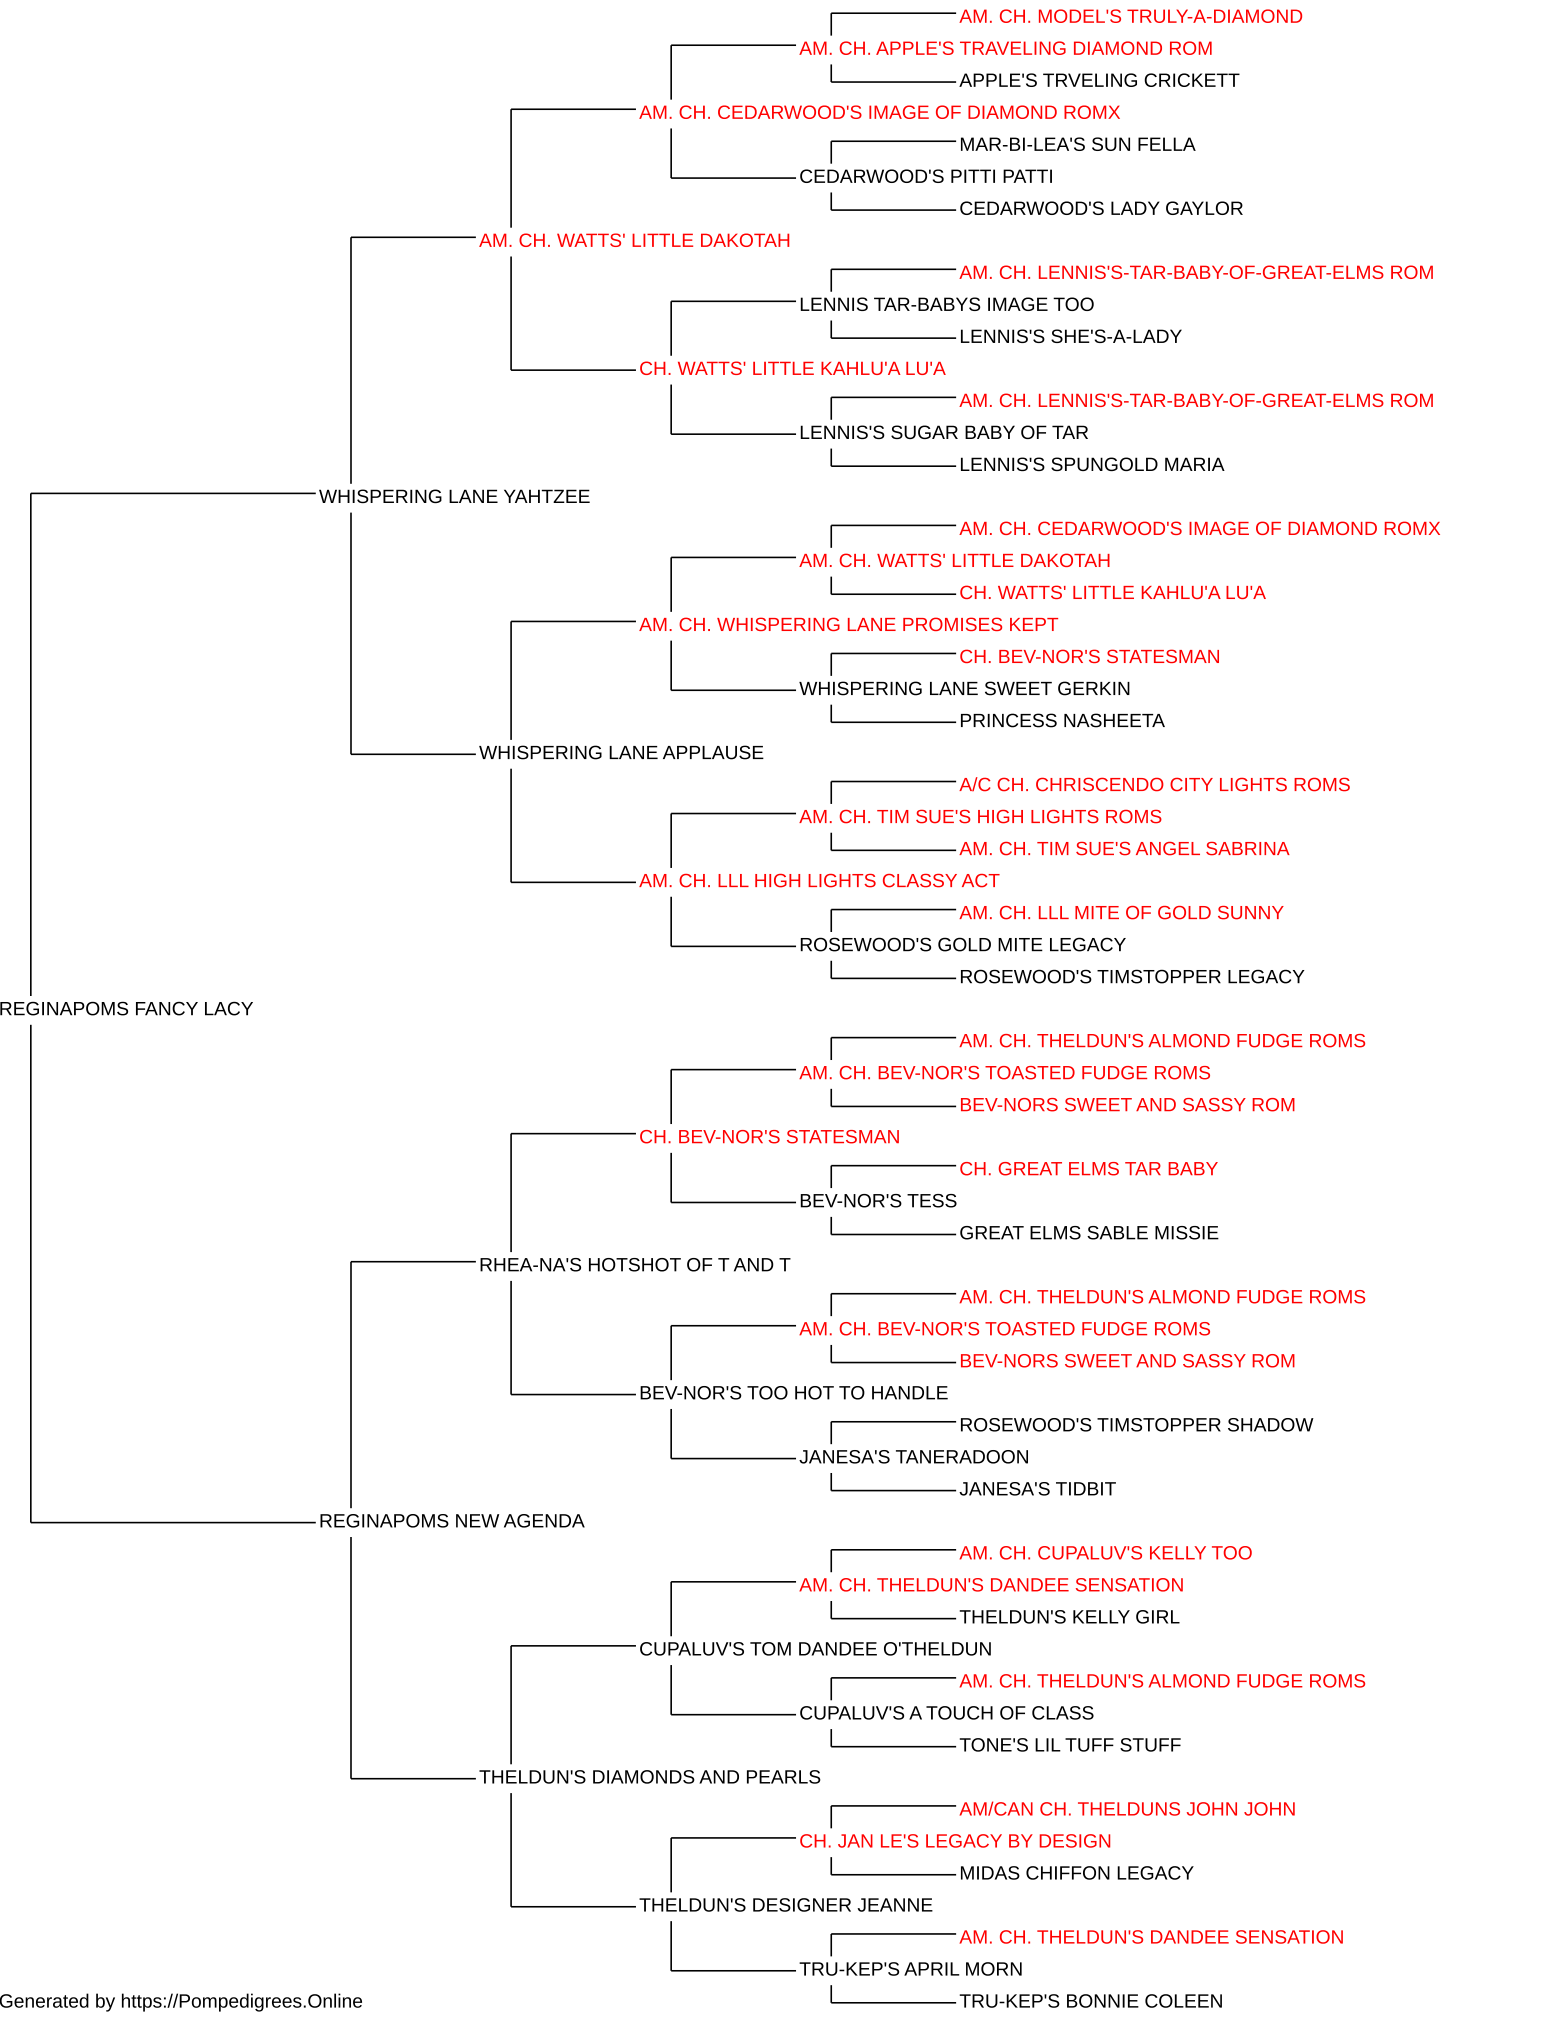 AM. CH. MODEL'S TRULY-A-DIAMOND
AM. CH. APPLE'S TRAVELING DIAMOND ROM
APPLE'S TRVELING CRICKETT
AM. CH. CEDARWOOD'S IMAGE OF DIAMOND ROMX
MAR-BI-LEA'S SUN FELLA
CEDARWOOD'S PITTI PATTI
CEDARWOOD'S LADY GAYLOR
AM. CH. WATTS' LITTLE DAKOTAH
AM. CH. LENNIS'S-TAR-BABY-OF-GREAT-ELMS ROM
LENNIS TAR-BABYS IMAGE TOO
LENNIS'S SHE'S-A-LADY
CH. WATTS' LITTLE KAHLU'A LU'A
AM. CH. LENNIS'S-TAR-BABY-OF-GREAT-ELMS ROM
LENNIS'S SUGAR BABY OF TAR
LENNIS'S SPUNGOLD MARIA
WHISPERING LANE YAHTZEE
AM. CH. CEDARWOOD'S IMAGE OF DIAMOND ROMX
AM. CH. WATTS' LITTLE DAKOTAH
CH. WATTS' LITTLE KAHLU'A LU'A
AM. CH. WHISPERING LANE PROMISES KEPT
CH. BEV-NOR'S STATESMAN
WHISPERING LANE SWEET GERKIN
PRINCESS NASHEETA
WHISPERING LANE APPLAUSE
A/C CH. CHRISCENDO CITY LIGHTS ROMS
AM. CH. TIM SUE'S HIGH LIGHTS ROMS
AM. CH. TIM SUE'S ANGEL SABRINA
AM. CH. LLL HIGH LIGHTS CLASSY ACT
AM. CH. LLL MITE OF GOLD SUNNY
ROSEWOOD'S GOLD MITE LEGACY
ROSEWOOD'S TIMSTOPPER LEGACY
REGINAPOMS FANCY LACY
AM. CH. THELDUN'S ALMOND FUDGE ROMS
AM. CH. BEV-NOR'S TOASTED FUDGE ROMS
BEV-NORS SWEET AND SASSY ROM
CH. BEV-NOR'S STATESMAN
CH. GREAT ELMS TAR BABY
BEV-NOR'S TESS
GREAT ELMS SABLE MISSIE
RHEA-NA'S HOTSHOT OF T AND T
AM. CH. THELDUN'S ALMOND FUDGE ROMS
AM. CH. BEV-NOR'S TOASTED FUDGE ROMS
BEV-NORS SWEET AND SASSY ROM
BEV-NOR'S TOO HOT TO HANDLE
ROSEWOOD'S TIMSTOPPER SHADOW
JANESA'S TANERADOON
JANESA'S TIDBIT
REGINAPOMS NEW AGENDA
AM. CH. CUPALUV'S KELLY TOO
AM. CH. THELDUN'S DANDEE SENSATION
THELDUN'S KELLY GIRL
CUPALUV'S TOM DANDEE O'THELDUN
AM. CH. THELDUN'S ALMOND FUDGE ROMS
CUPALUV'S A TOUCH OF CLASS
TONE'S LIL TUFF STUFF
THELDUN'S DIAMONDS AND PEARLS
AM/CAN CH. THELDUNS JOHN JOHN
CH. JAN LE'S LEGACY BY DESIGN
MIDAS CHIFFON LEGACY
THELDUN'S DESIGNER JEANNE
AM. CH. THELDUN'S DANDEE SENSATION
TRU-KEP'S APRIL MORN
TRU-KEP'S BONNIE COLEEN
Generated by https://Pompedigrees.Online